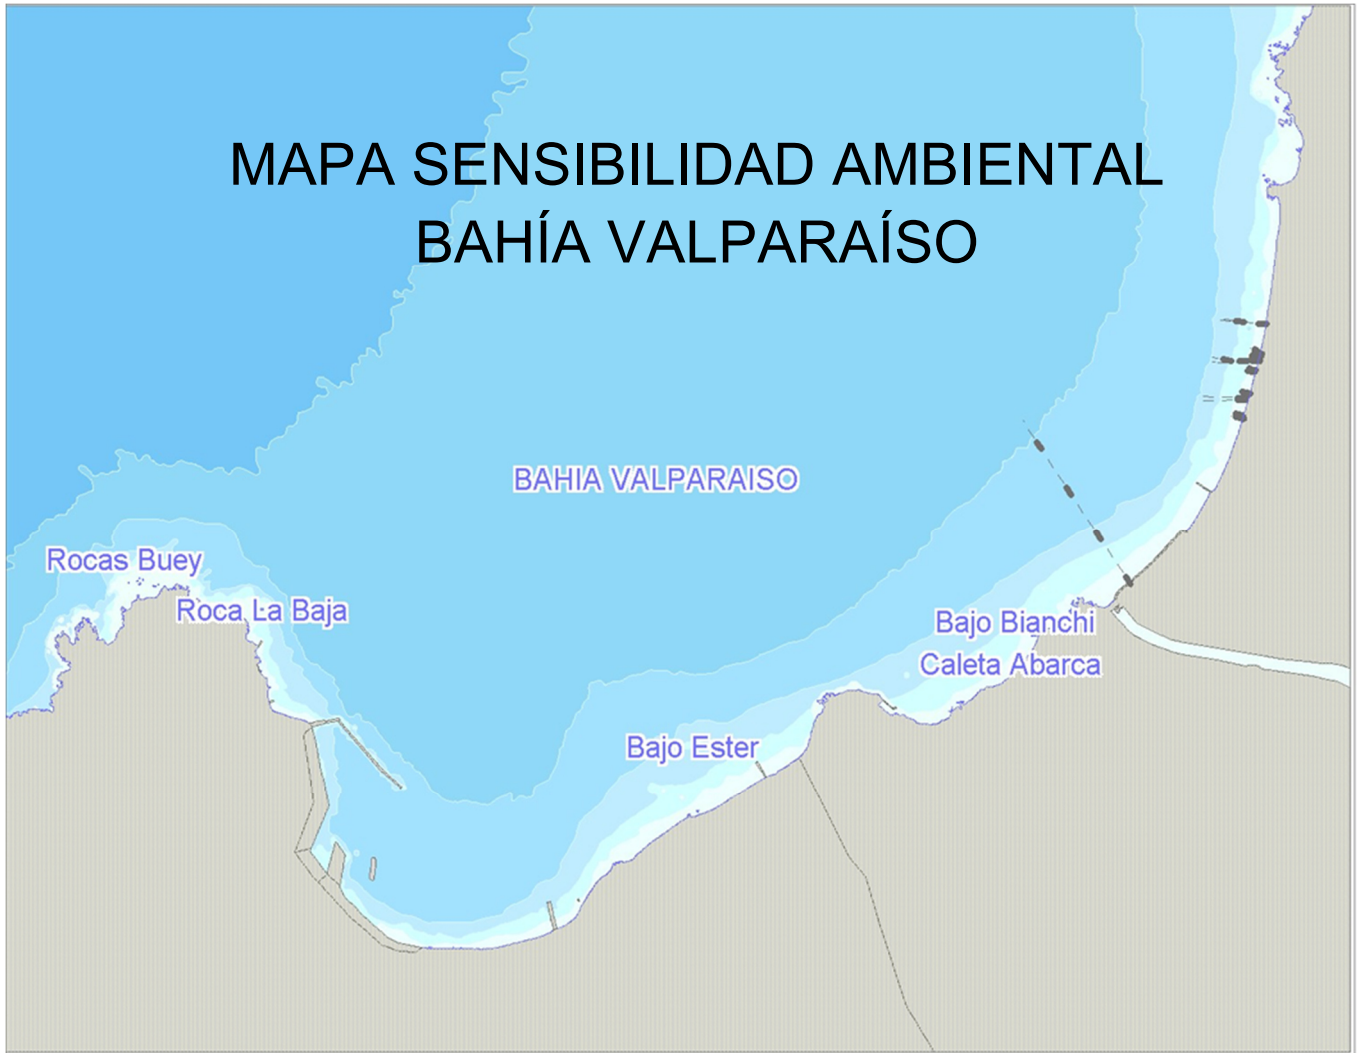 MAPA SENSIBILIDAD AMBIENTAL
BAHÍA VALPARAÍSO
BAHIA VALPARAISO
Rocas Buey
Roca La Baja
Bajo Bianchi
Caleta Abarca
Bajo Ester